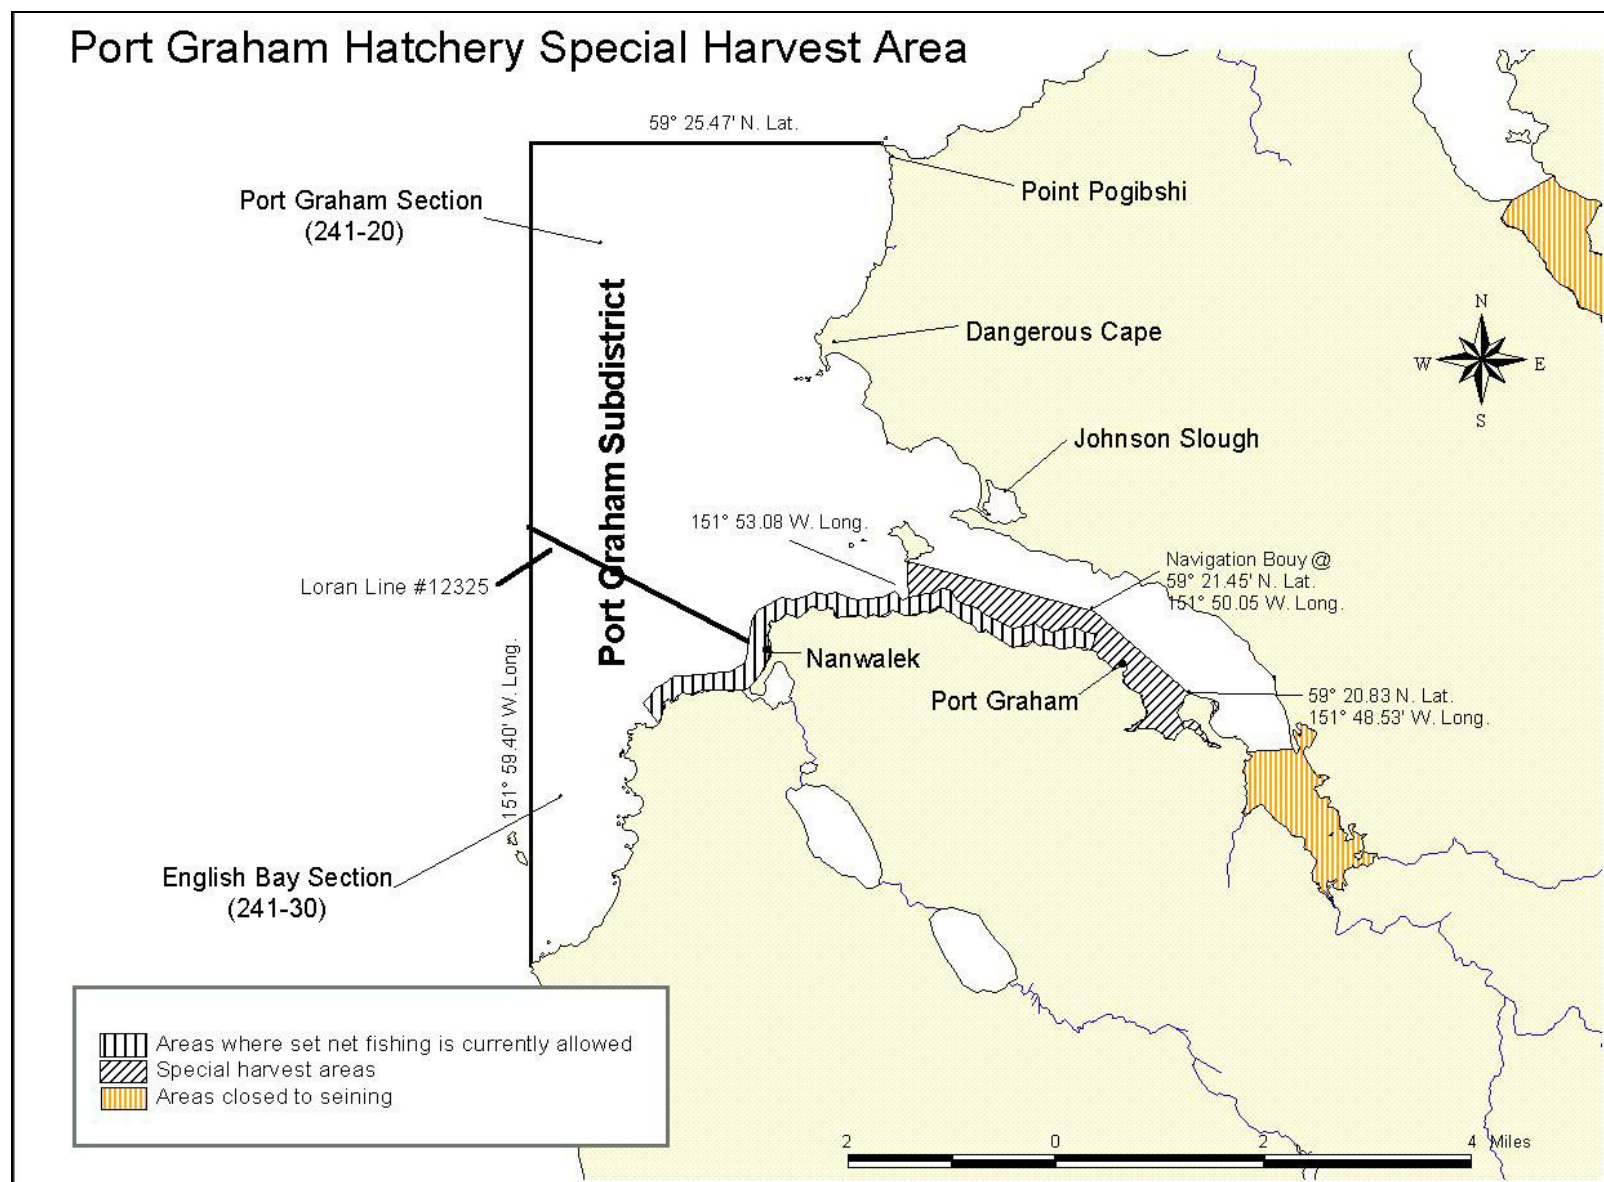 Port Graham Hatchery Special Harvest Area
59° 25.47' N. Lat.
Port Graham Section
(241-20)
Point Pogibshi
Port Graham Subdistrict
Dangerous Cape
N
W
E
S
Johnson Slough
151° 53.08 W. Long.
Navigation Bouy @
59° 21.45' N. Lat.
151° 50.05 W. Long.
Loran Line #12325
Nanwalek
Port Graham
59° 20.83 N. Lat.
151° 48.53' W. Long.
151° 59.40' W. Long.
English Bay Section
(241-30)
Areas where set net fishing is currently allowed
Special harvest areas
Areas closed to seining
2 0 2 4 Miles